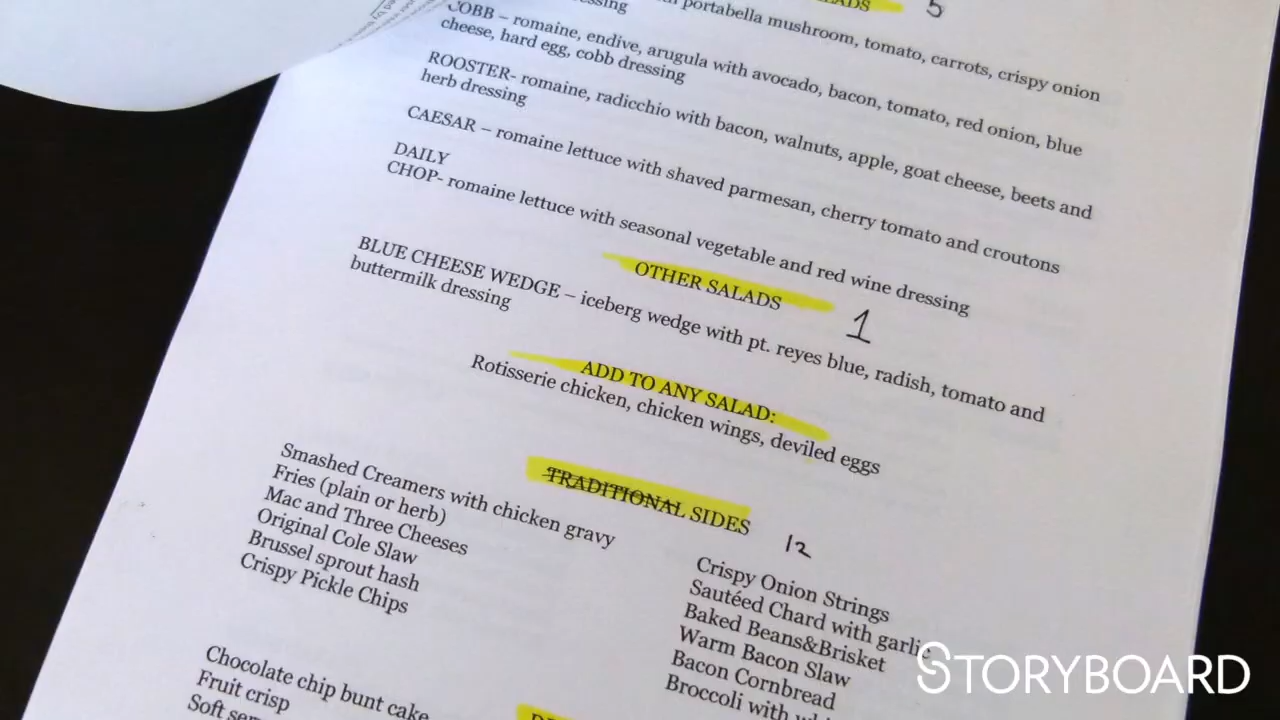 5
portabella mushroom, tomato, carrots, crispy onion
COBB – romaine, endive, arugula with avocado, bacon, tomato, red onion, blue
cheese, hard egg, cobb dressing
ROOSTER- romaine, radicchio with bacon, walnuts, apple, goat cheese, beets and
herb dressing
CAESAR – romaine lettuce with shaved parmesan, cherry tomato and croutons
DAILY
CHOP- romaine lettuce with seasonal vegetable and red wine dressing
OTHER SALADS
1
BLUE CHEESE WEDGE – iceberg wedge with pt. reyes blue, radish, tomato and
buttermilk dressing
ADD TO ANY SALAD:
Rotisserie chicken, chicken wings, deviled eggs
TRADITIONAL SIDES
12
Smashed Creamers with chicken gravy
Fries (plain or herb)
Mac and Three Cheeses
Original Cole Slaw
Brussel sprout hash
Crispy Pickle Chips
Crispy Onion Strings
Sautéed Chard with garlic
Baked Beans&Brisket
Warm Bacon Slaw
Bacon Cornbread
Broccoli with
Chocolate chip bunt cake
Fruit crisp
Soft
STORYBOARD